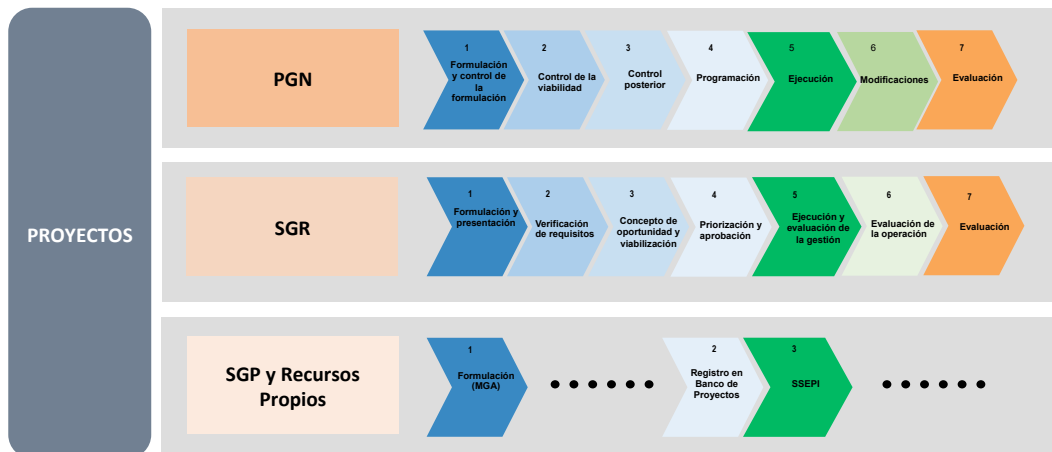 PROYECTOS
PGN
1
Formulación
y control de
la
formulación
2
Control de la
viabilidad
3
Control
posterior
4
Programación
5
Ejecución
6
Modificaciones
7
Evaluación
SGR
1
Formulación y
presentación
2
Verificación
de requisitos
3
Concepto de
oportunidad y
viabilización
4
Priorización y
aprobación
5
Ejecución y
evaluación de
la gestión
6
Evaluación de
la operación
7
Evaluación
SGP y Recursos
Propios
1
Formulación
(MGA)
2
Registro en
Banco de
Proyectos
3
SSEPI